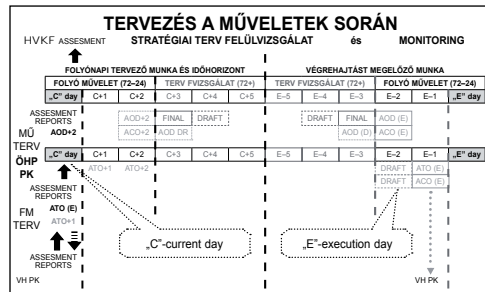 TERVEZÉS A MŰVELETEK SORÁN
HVKF ASSESMENT STRATÉGIAI TERV FELÜLVIZSGÁLAT és MONITORING
FOLYÓNAPI TERVEZŐ MUNKA ÉS IDŐHORIZONT VÉGREHAJTÁST MEGELŐZŐ MUNKA
FOLYÓ MŰVELET (72–24) TERV FVIZSGÁLAT (72+) TERV FVIZSGÁLAT (72+) FOLYÓ MŰVELET (72–24)
„C” day C+1 C+2 C+3 C+4 C+5 E–5 E–4 E–3 E–2 E–1 „E” day
ASSESMENT REPORTS AOD+2 FINAL DRAFT DRAFT FINAL AOD (E)
MŰ TERV AOD+2 ACO+2 AOD DR AOD (D) ACO (E)
ÖHP PK „C” day C+1 C+2 C+3 C+4 C+5 E–5 E–4 E–3 E–2 E–1 „E” day
ATO+1 ATO+2 DRAFT ATO (E)
ASSESMENT REPORTS DRAFT ACO (E)
FM TERV ATO (E)
ATO+1
„C”-current day „E”-execution day
ASSESMENT REPORTS
VH PK VH PK